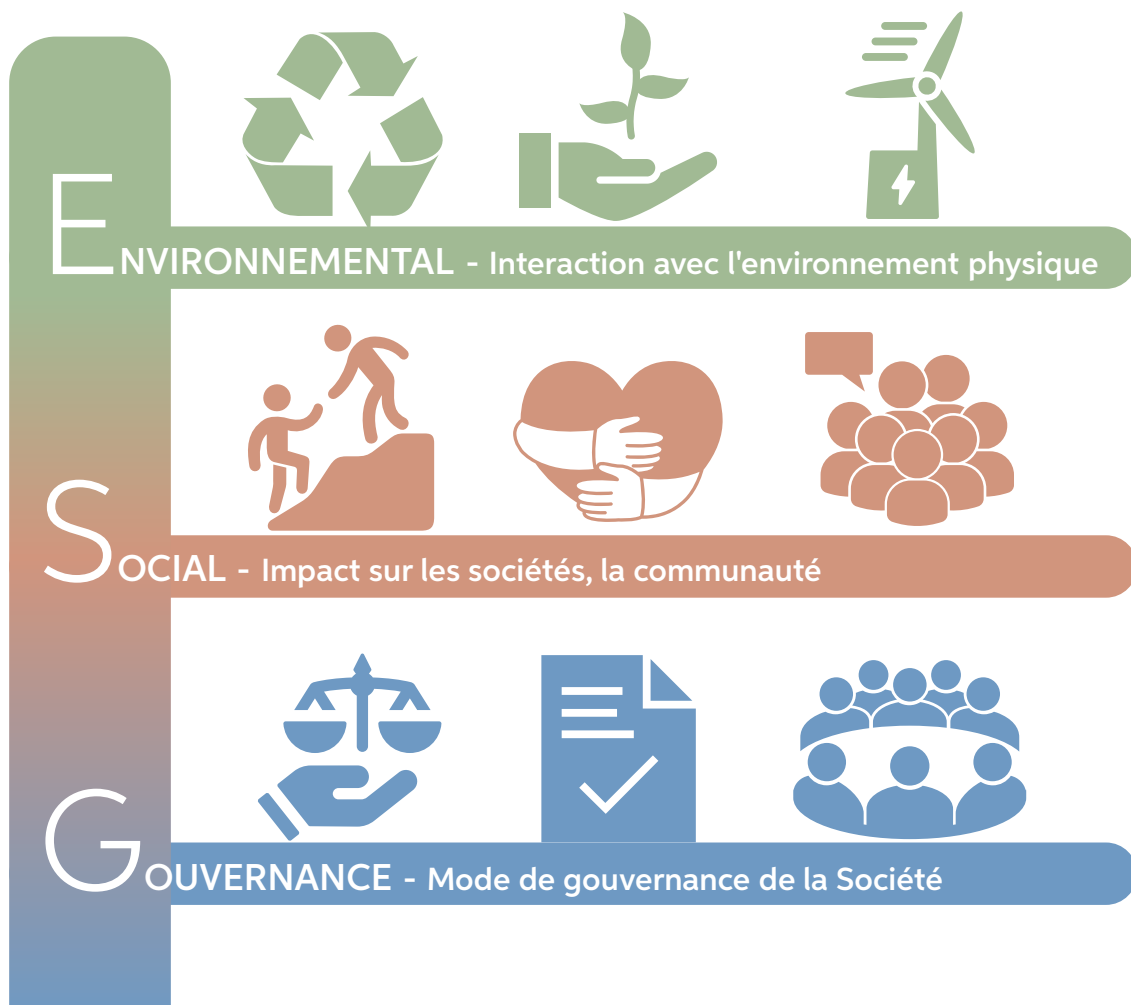 ENVIRONNEMENTAL - Interaction avec l'environnement physique
SOCIAL - Impact sur les sociétés, la communauté
GOUVERNANCE - Mode de gouvernance de la Société